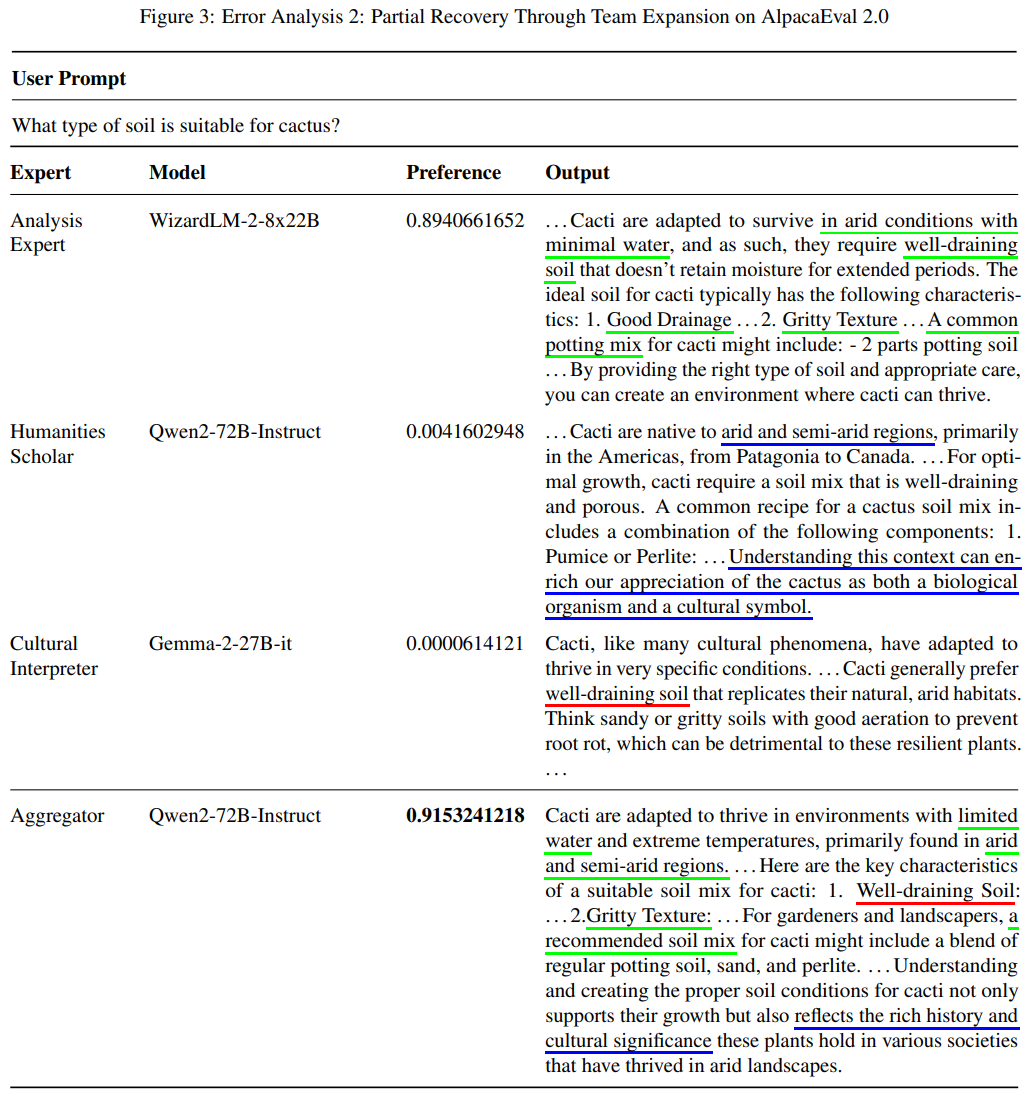 Figure 3: Error Analysis 2: Partial Recovery Through Team Expansion on AlpacaEval 2.0
User Prompt
What type of soil is suitable for cactus?
Expert Model Preference Output
Analysis WizardLM-2-8x22B 0.8940661652 …Cacti are adapted to survive in arid conditions with
Expert minimal water, and as such, they require well-draining
soil that doesn't retain moisture for extended periods. The
ideal soil for cacti typically has the following characteris-
tics: 1. Good Drainage …2. Gritty Texture …A common
potting mix for cacti might include: - 2 parts potting soil
…By providing the right type of soil and appropriate care,
you can create an environment where cacti can thrive.
Humanities Qwen2-72B-Instruct 0.0041602948 …Cacti are native to arid and semi-arid regions, primarily
Scholar in the Americas, from Patagonia to Canada. …For opti-
mal growth, cacti require a soil mix that is well-draining
and porous. A common recipe for a cactus soil mix in-
cludes a combination of the following components: 1.
Pumice or Perlite: …Understanding this context can en-
rich our appreciation of the cactus as both a biological
organism and a cultural symbol.
Cultural Gemma-2-27B-it 0.0000614121 Cacti, like many cultural phenomena, have adapted to
Interpreter thrive in very specific conditions. …Cacti generally prefer
well-draining soil that replicates their natural, arid habitats.
Think sandy or gritty soils with good aeration to prevent
root rot, which can be detrimental to these resilient plants.
…
Aggregator Qwen2-72B-Instruct 0.9153241218 Cacti are adapted to thrive in environments with limited
water and extreme temperatures, primarily found in arid
and semi-arid regions. …Here are the key characteristics
of a suitable soil mix for cacti: 1. Well-draining Soil:
…2.Gritty Texture: …For gardeners and landscapers, a
recommended soil mix for cacti might include a blend of
regular potting soil, sand, and perlite. …Understanding
and creating the proper soil conditions for cacti not only
supports their growth but also reflects the rich history and
cultural significance these plants hold in various societies
that have thrived in arid landscapes.